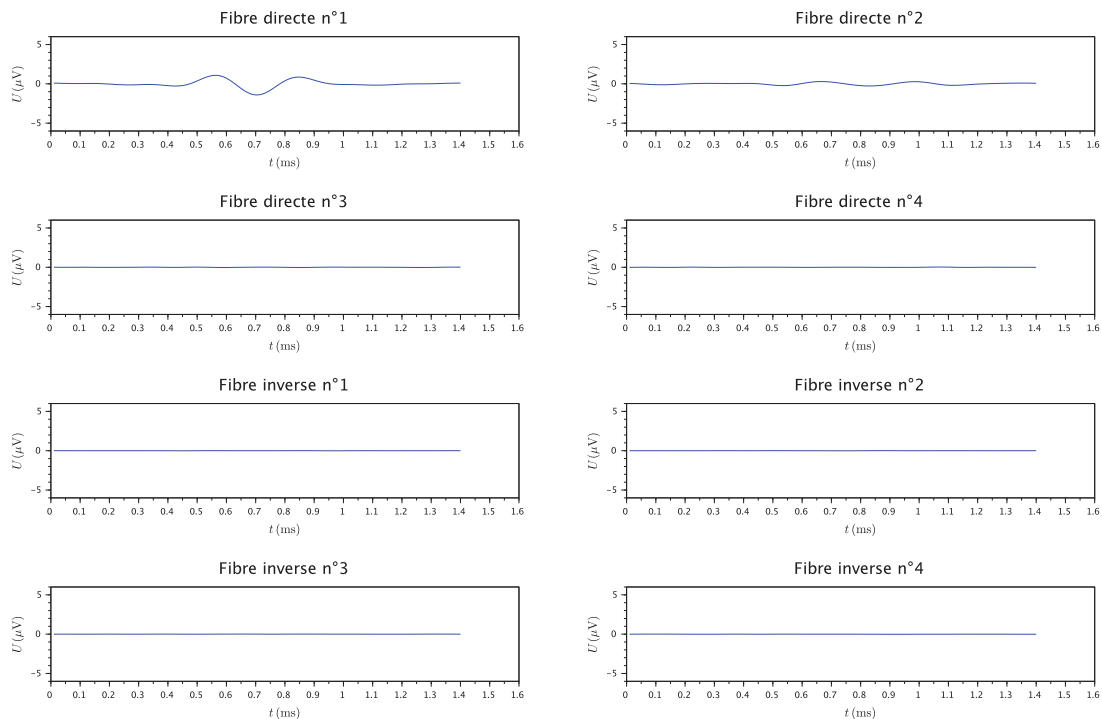 Fibre directe n°1
5
0
−5
U(μV)
0 0.1 0.2 0.3 0.4 0.5 0.6 0.7 0.8 0.9 1 1.1 1.2 1.3 1.4 1.5 1.6
t(ms)
Fibre directe n°2
5
0
−5
U(μV)
0 0.1 0.2 0.3 0.4 0.5 0.6 0.7 0.8 0.9 1 1.1 1.2 1.3 1.4 1.5 1.6
t(ms)
Fibre directe n°3
5
0
−5
U(μV)
0 0.1 0.2 0.3 0.4 0.5 0.6 0.7 0.8 0.9 1 1.1 1.2 1.3 1.4 1.5 1.6
t(ms)
Fibre directe n°4
5
0
−5
U(μV)
0 0.1 0.2 0.3 0.4 0.5 0.6 0.7 0.8 0.9 1 1.1 1.2 1.3 1.4 1.5 1.6
t(ms)
Fibre inverse n°1
5
0
−5
U(μV)
0 0.1 0.2 0.3 0.4 0.5 0.6 0.7 0.8 0.9 1 1.1 1.2 1.3 1.4 1.5 1.6
t(ms)
Fibre inverse n°2
5
0
−5
U(μV)
0 0.1 0.2 0.3 0.4 0.5 0.6 0.7 0.8 0.9 1 1.1 1.2 1.3 1.4 1.5 1.6
t(ms)
Fibre inverse n°3
5
0
−5
U(μV)
0 0.1 0.2 0.3 0.4 0.5 0.6 0.7 0.8 0.9 1 1.1 1.2 1.3 1.4 1.5 1.6
t(ms)
Fibre inverse n°4
5
0
−5
U(μV)
0 0.1 0.2 0.3 0.4 0.5 0.6 0.7 0.8 0.9 1 1.1 1.2 1.3 1.4 1.5 1.6
t(ms)